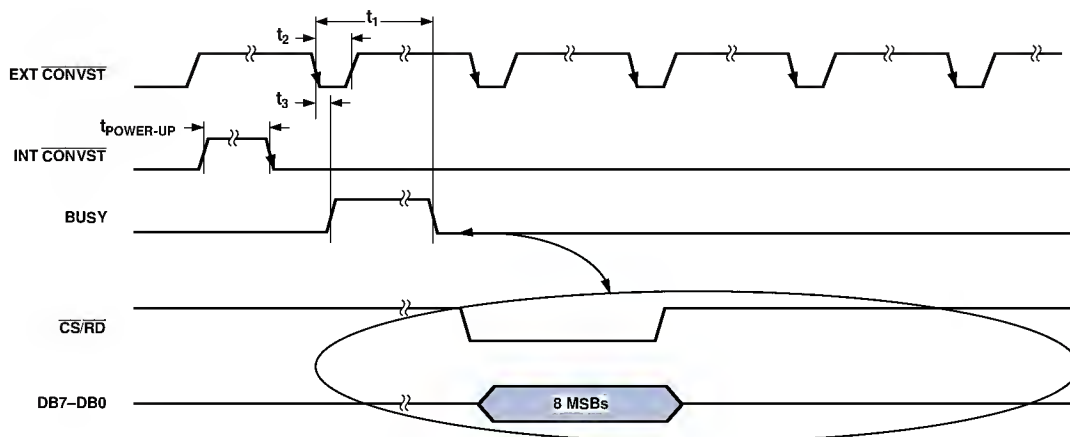 t1
t2
EXT CONVST
t3
tPOWER-UP
INT CONVST
BUSY
CS/RD
DB7–DB0
8 MSBs